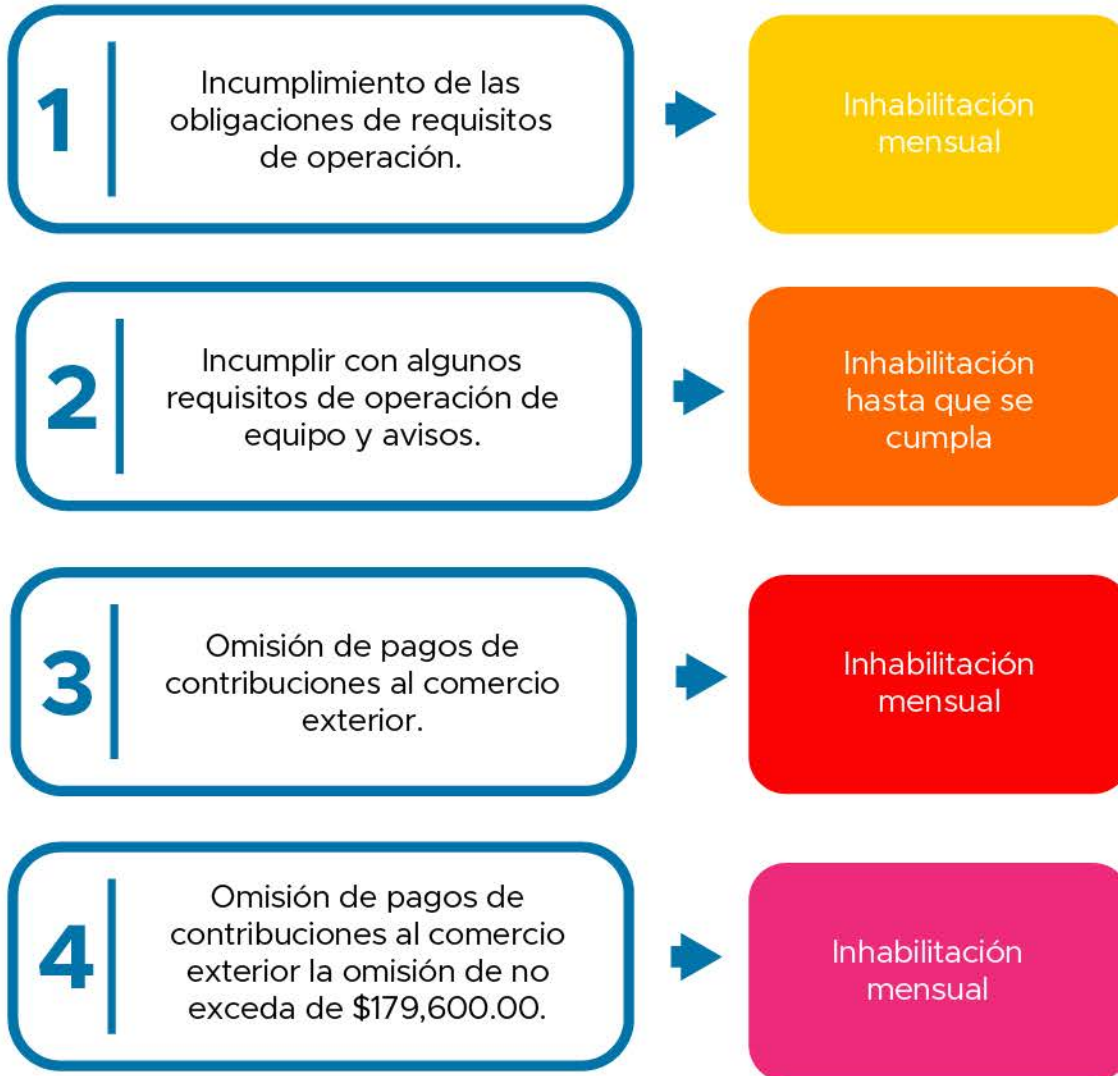 1
Incumplimiento de las
obligaciones de requisitos
de operación.
Inhabilitación
mensual
2
Incumplir con algunos
requisitos de operación de
equipo y avisos.
Inhabilitación
hasta que se
cumpla
3
Omisión de pagos de
contribuciones al comercio
exterior.
Inhabilitación
mensual
4
Omisión de pagos de
contribuciones al comercio
exterior la omisión de no
exceda de $179,600.00.
Inhabilitación
mensual